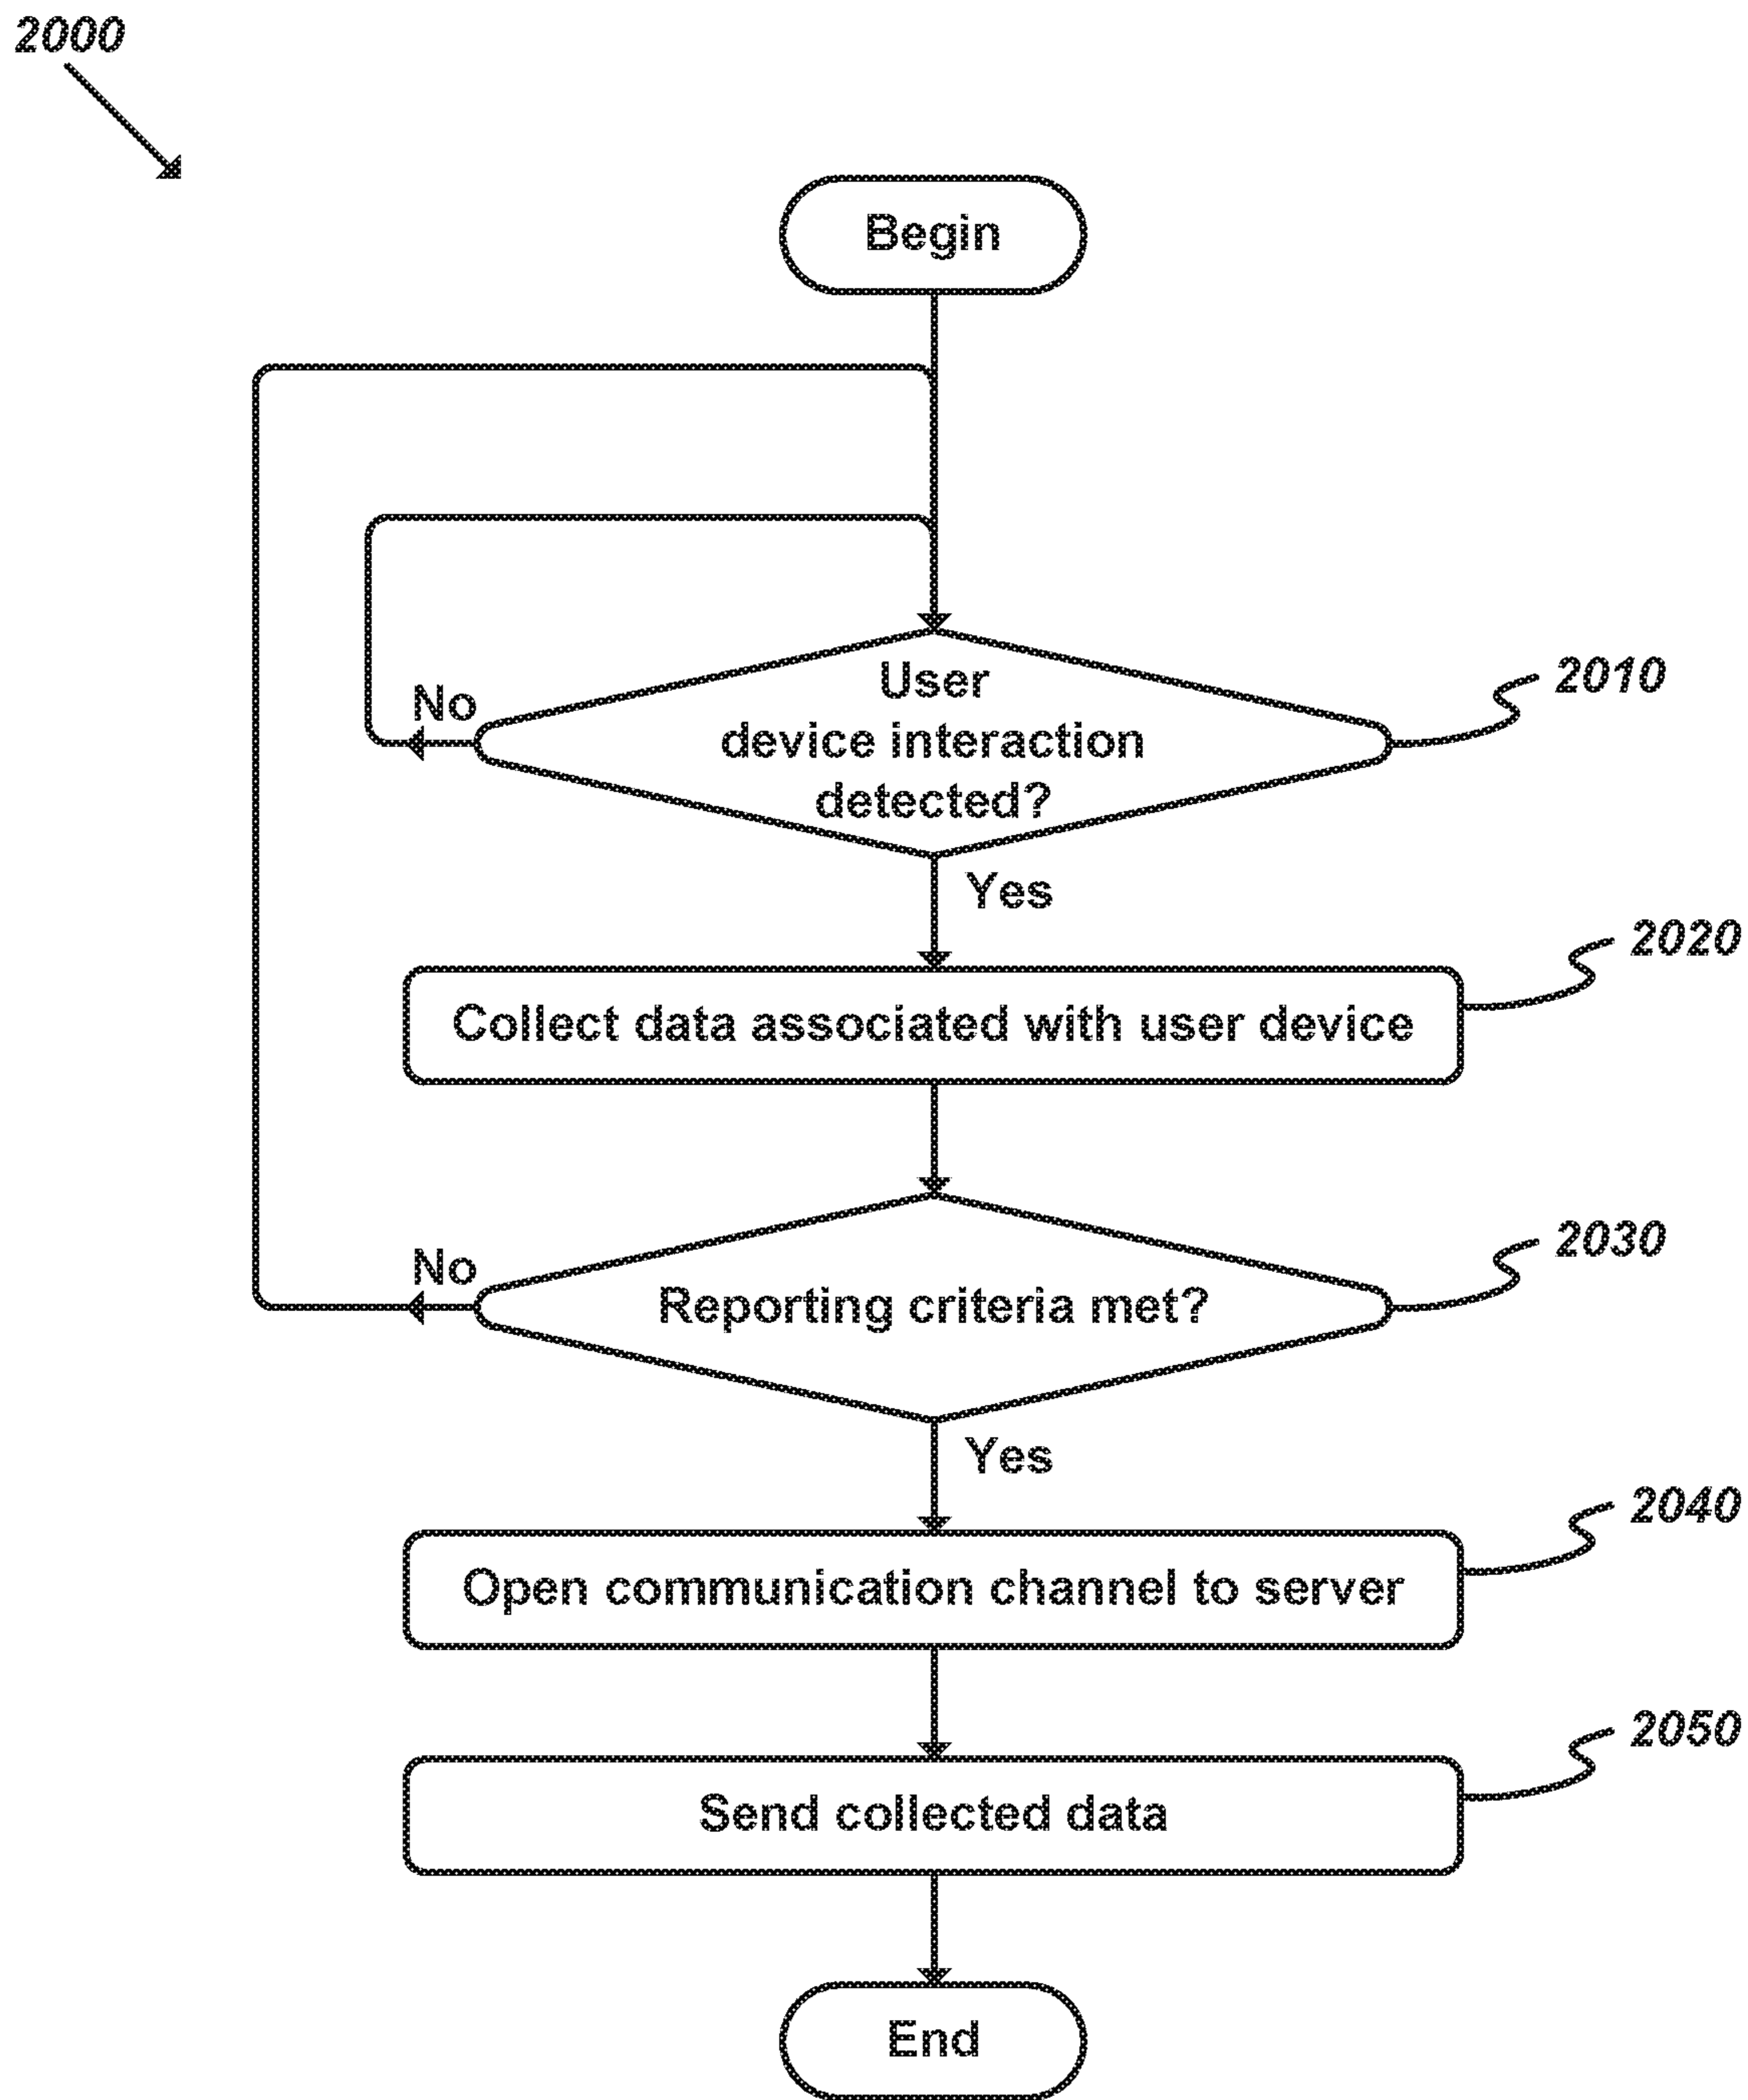 2000
Begin
User
device interaction
detected?
No
2010
Yes
2020
Collect data associated with user device
2030
No
Reporting criteria met?
Yes
2040
Open communication channel to server
2050
Send collected data
End